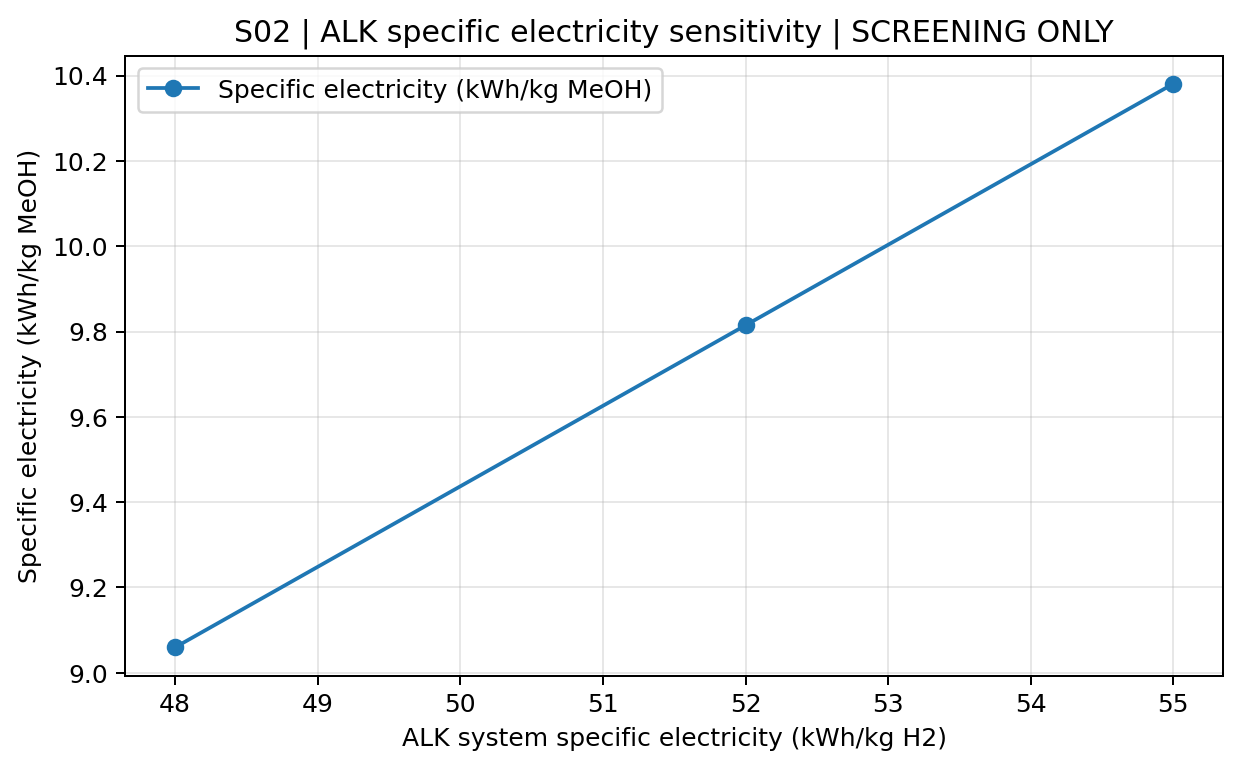 S02 | ALK specific electricity sensitivity | SCREENING ONLY
Specific electricity (kWh/kg MeOH)
Specific electricity (kWh/kg MeOH)
10.4
10.2
10.0
9.8
9.6
9.4
9.2
9.0
48 49 50 51 52 53 54 55
ALK system specific electricity (kWh/kg H2)